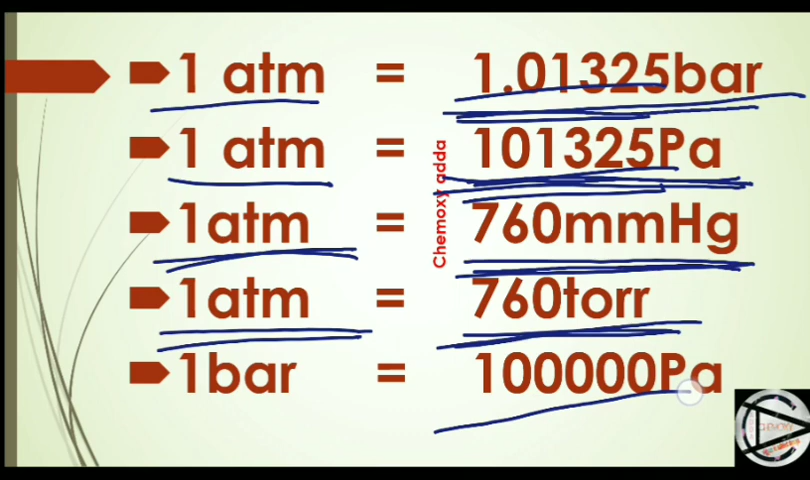 1 atm = 1.01325bar
1 atm = 101325Pa
Chemoxy adda
1atm = 760mmHg
1atm = 760torr
1bar = 100000Pa